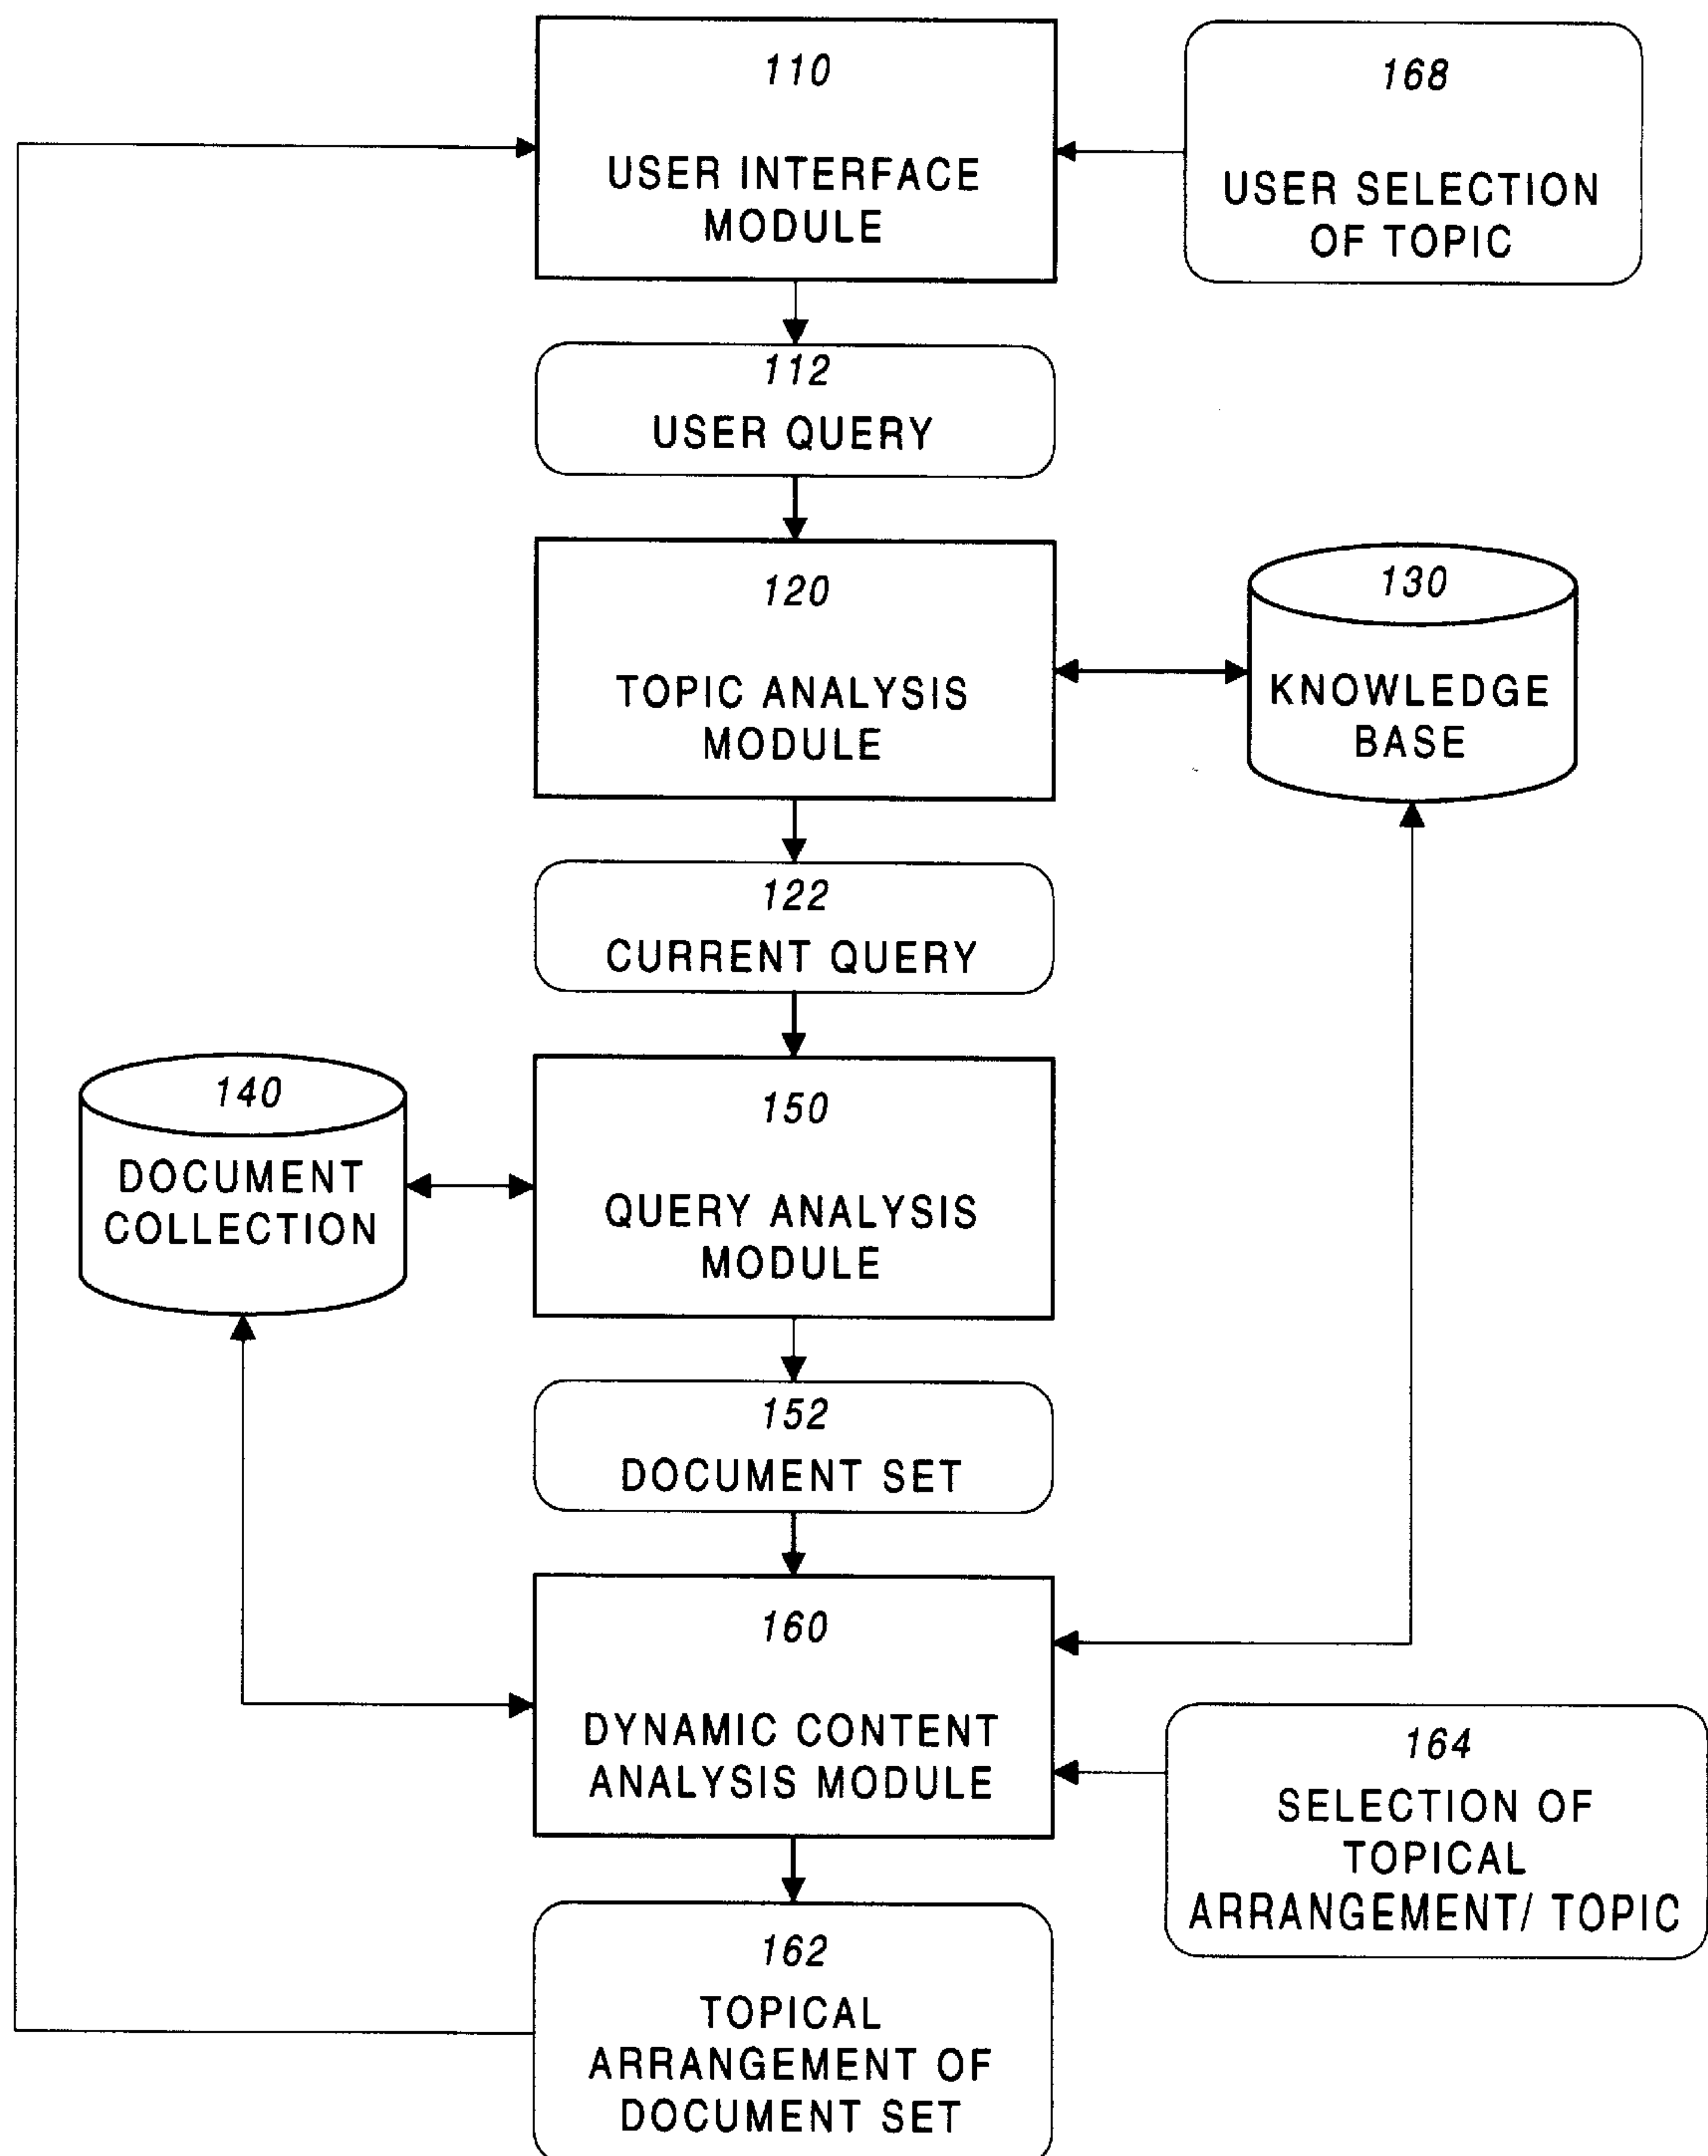 110
USER INTERFACE
MODULE
168
USER SELECTION
OF TOPIC
112
USER QUERY
120
TOPIC ANALYSIS
MODULE
130
KNOWLEDGE
BASE
122
CURRENT QUERY
140
DOCUMENT
COLLECTION
150
QUERY ANALYSIS
MODULE
152
DOCUMENT SET
160
DYNAMIC CONTENT
ANALYSIS MODULE
164
SELECTION OF
TOPICAL
ARRANGEMENT/ TOPIC
162
TOPICAL
ARRANGEMENT OF
DOCUMENT SET